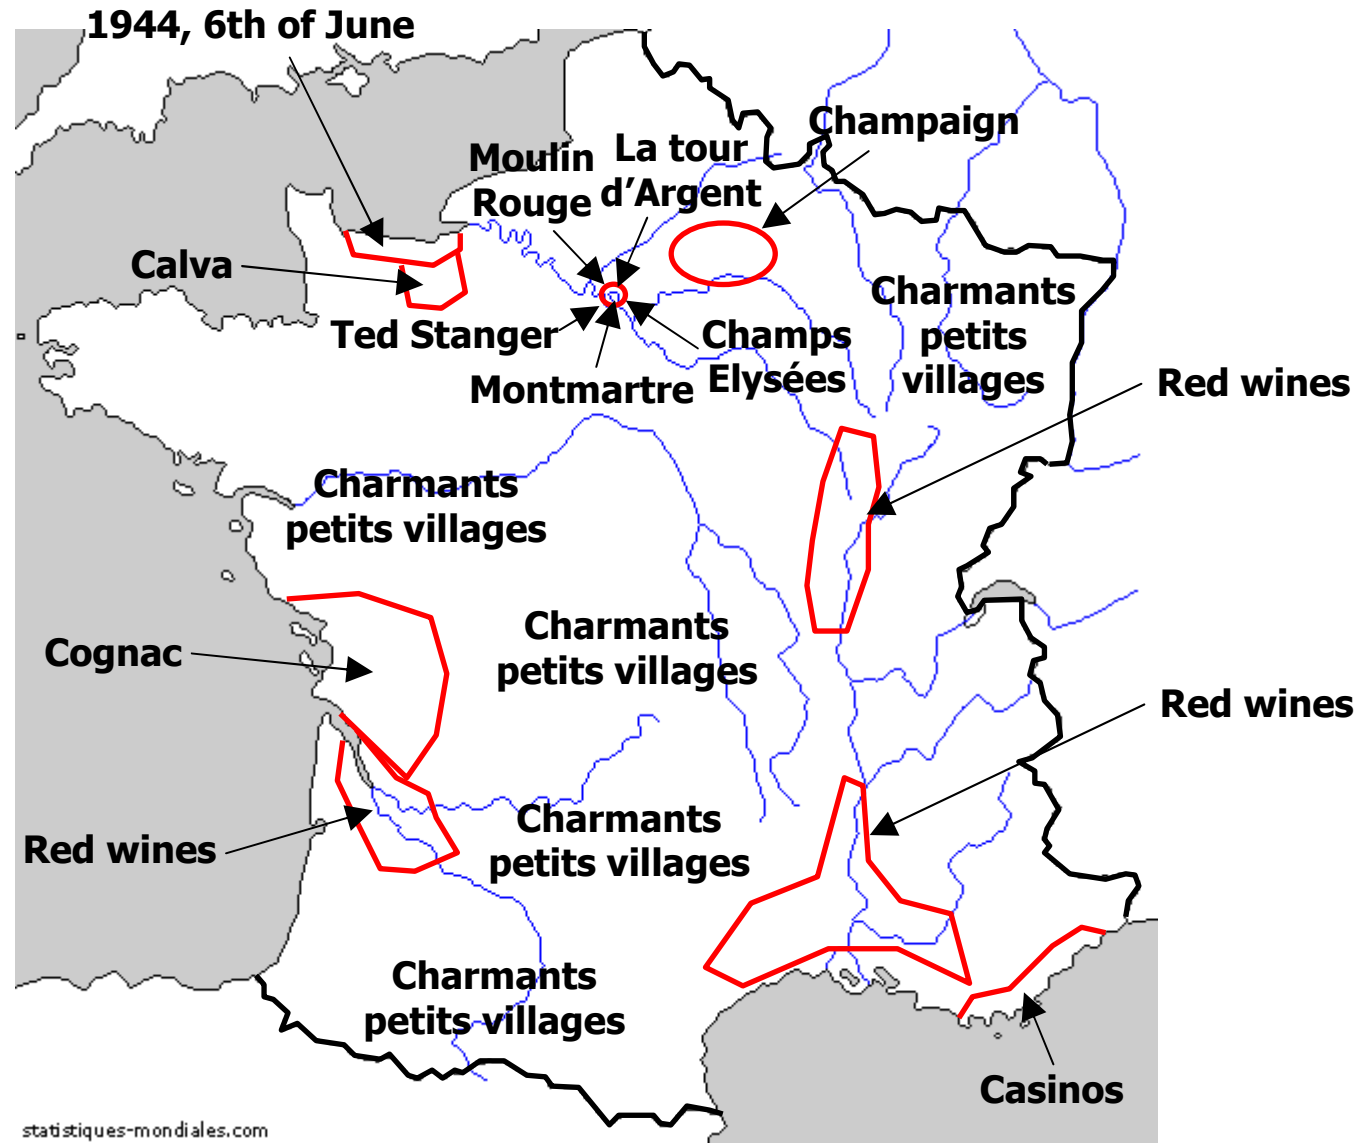 1944, 6th of June
Champaign
Moulin
Rouge
La tour
d’Argent
Calva
Charmants
petits
villages
Ted Stanger
Champs
Elysées
Montmartre
Red wines
Charmants
petits villages
Charmants
petits villages
Cognac
Red wines
Charmants
petits villages
Red wines
Charmants
petits villages
Casinos
statistiques-mondiales.com